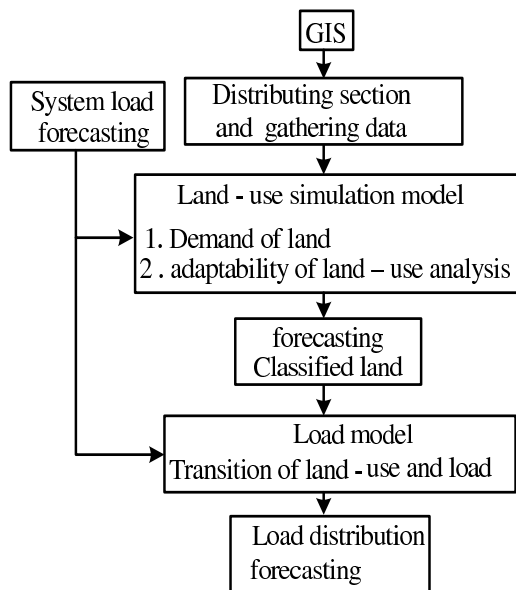 GIS
System load
forecasting
Distributing section
and gathering data
Land - use simulation model
1. Demand of land
2 . adaptability of land – use analysis
forecasting
Classified land
Load model
Transition of land - use and load
Load distribution
forecasting